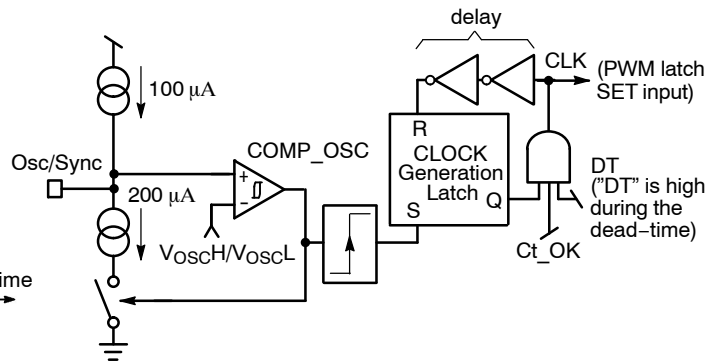 delay
CLK
(PWM latch
SET input)
100 μA
R
Osc/Sync
COMP_OSC
CLOCK
Generation
Latch
DT
("DT" is high
during the
dead−time)
+
200 μA
−
S
Q
VOSCH/VOSCL
Ct_OK
ime